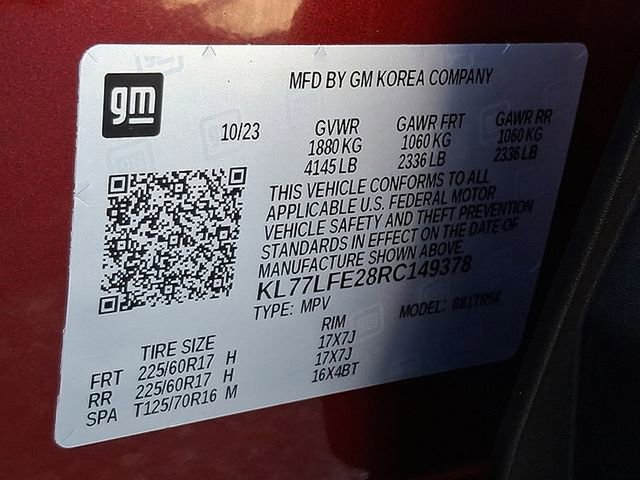 gm
MFD BY GM KOREA COMPANY
10/23 GVWR GAWR FRT GAWR RR
1880 KG 1060 KG 1060 KG
4145 LB 2336 LB 2336 LB
THIS VEHICLE CONFORMS TO ALL
APPLICABLE U.S. FEDERAL MOTOR
VEHICLE SAFETY AND THEFT PREVENTION
STANDARDS IN EFFECT ON THE DATE OF
MANUFACTURE SHOWN ABOVE.
KL77LFE28RC149378
TYPE: MPV MODEL:
TIRE SIZE RIM
FRT 225/60R17 H 17X7J
RR 225/60R17 H 17X7J
SPA T125/70R16 M 16X4BT